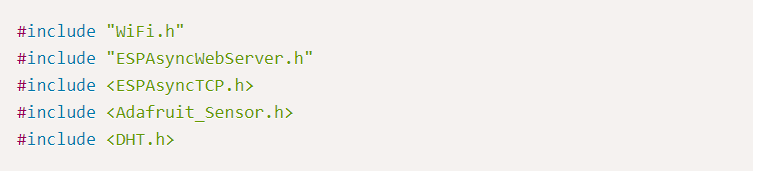 #include "WiFi.h"
#include "ESPAsyncWebServer.h"
#include <ESPAsyncTCP.h>
#include <Adafruit_Sensor.h>
#include <DHT.h>